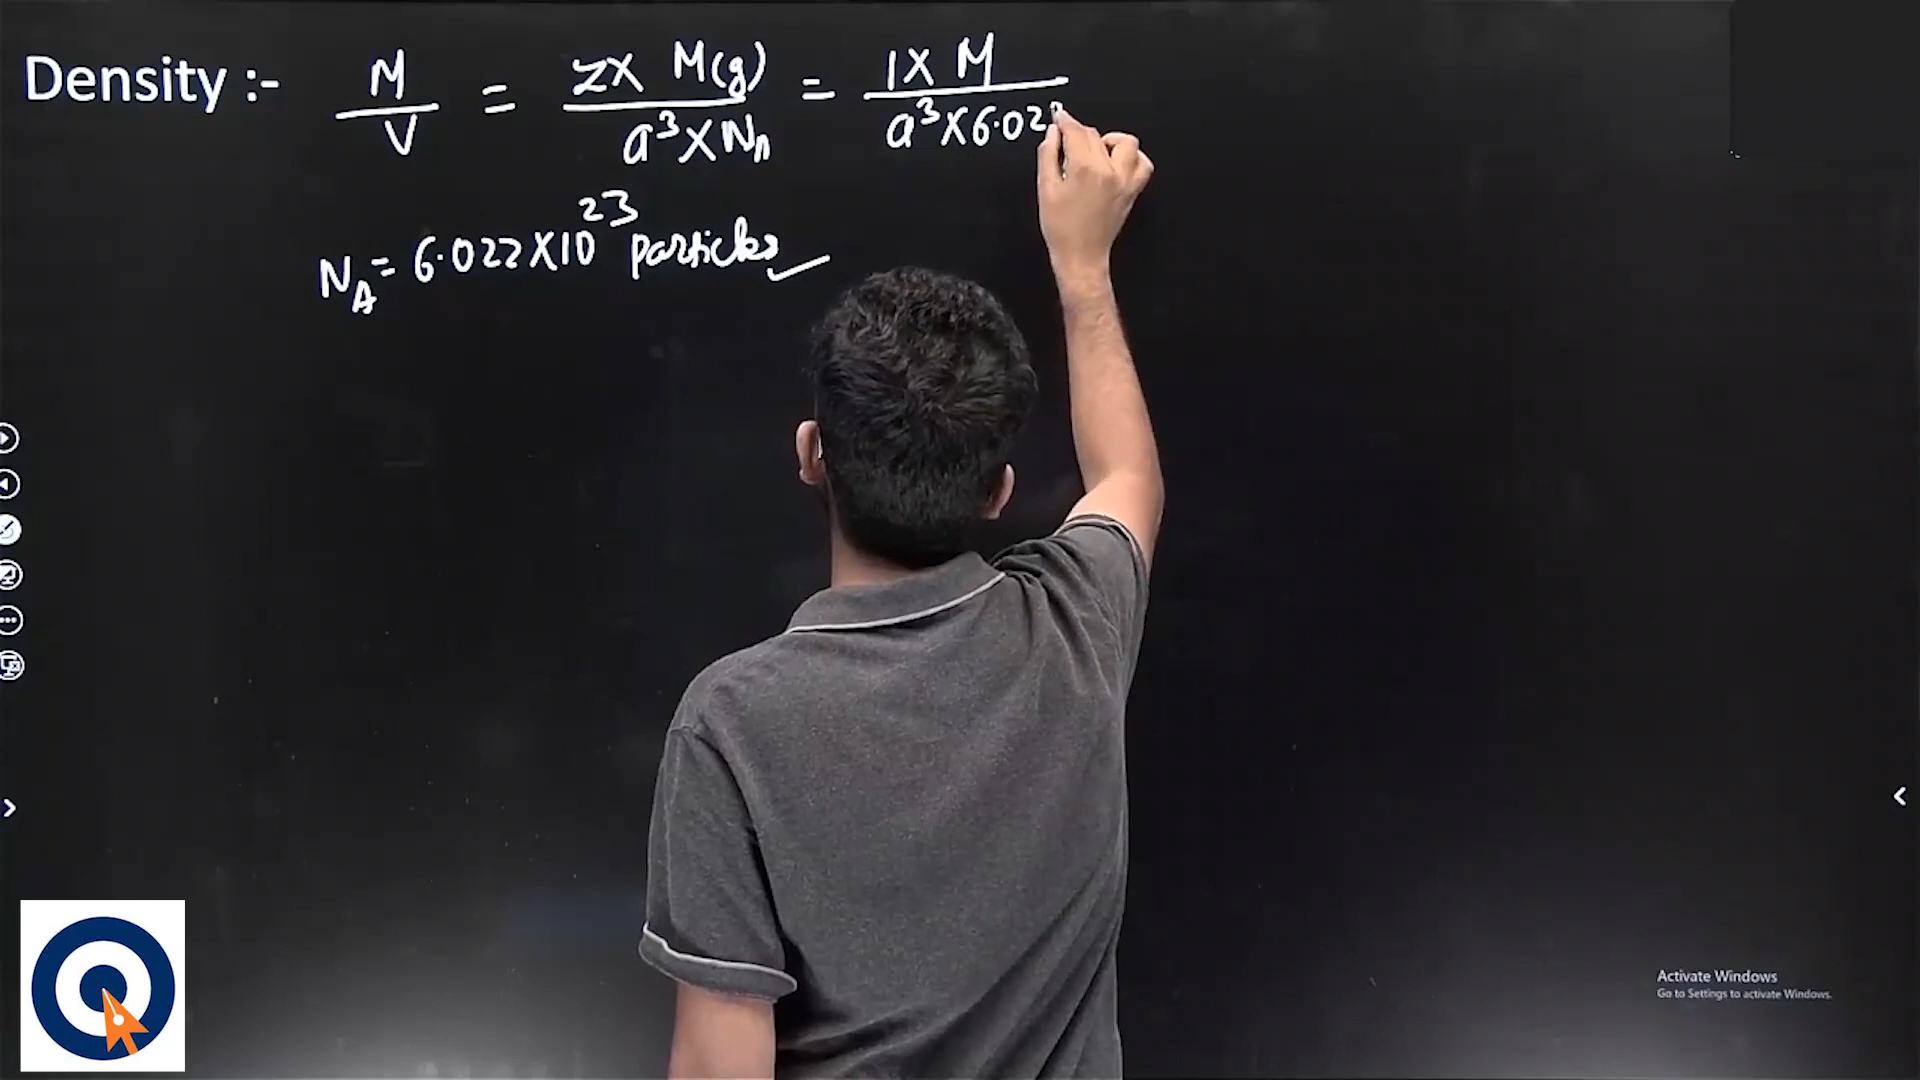 Density :- M/V = Z X M(g)/a³ X NA = 1 X M/a³ X 6.022
NA = 6.022 X 10²³ particles
Activate Windows
Go to Settings to activate Windows.